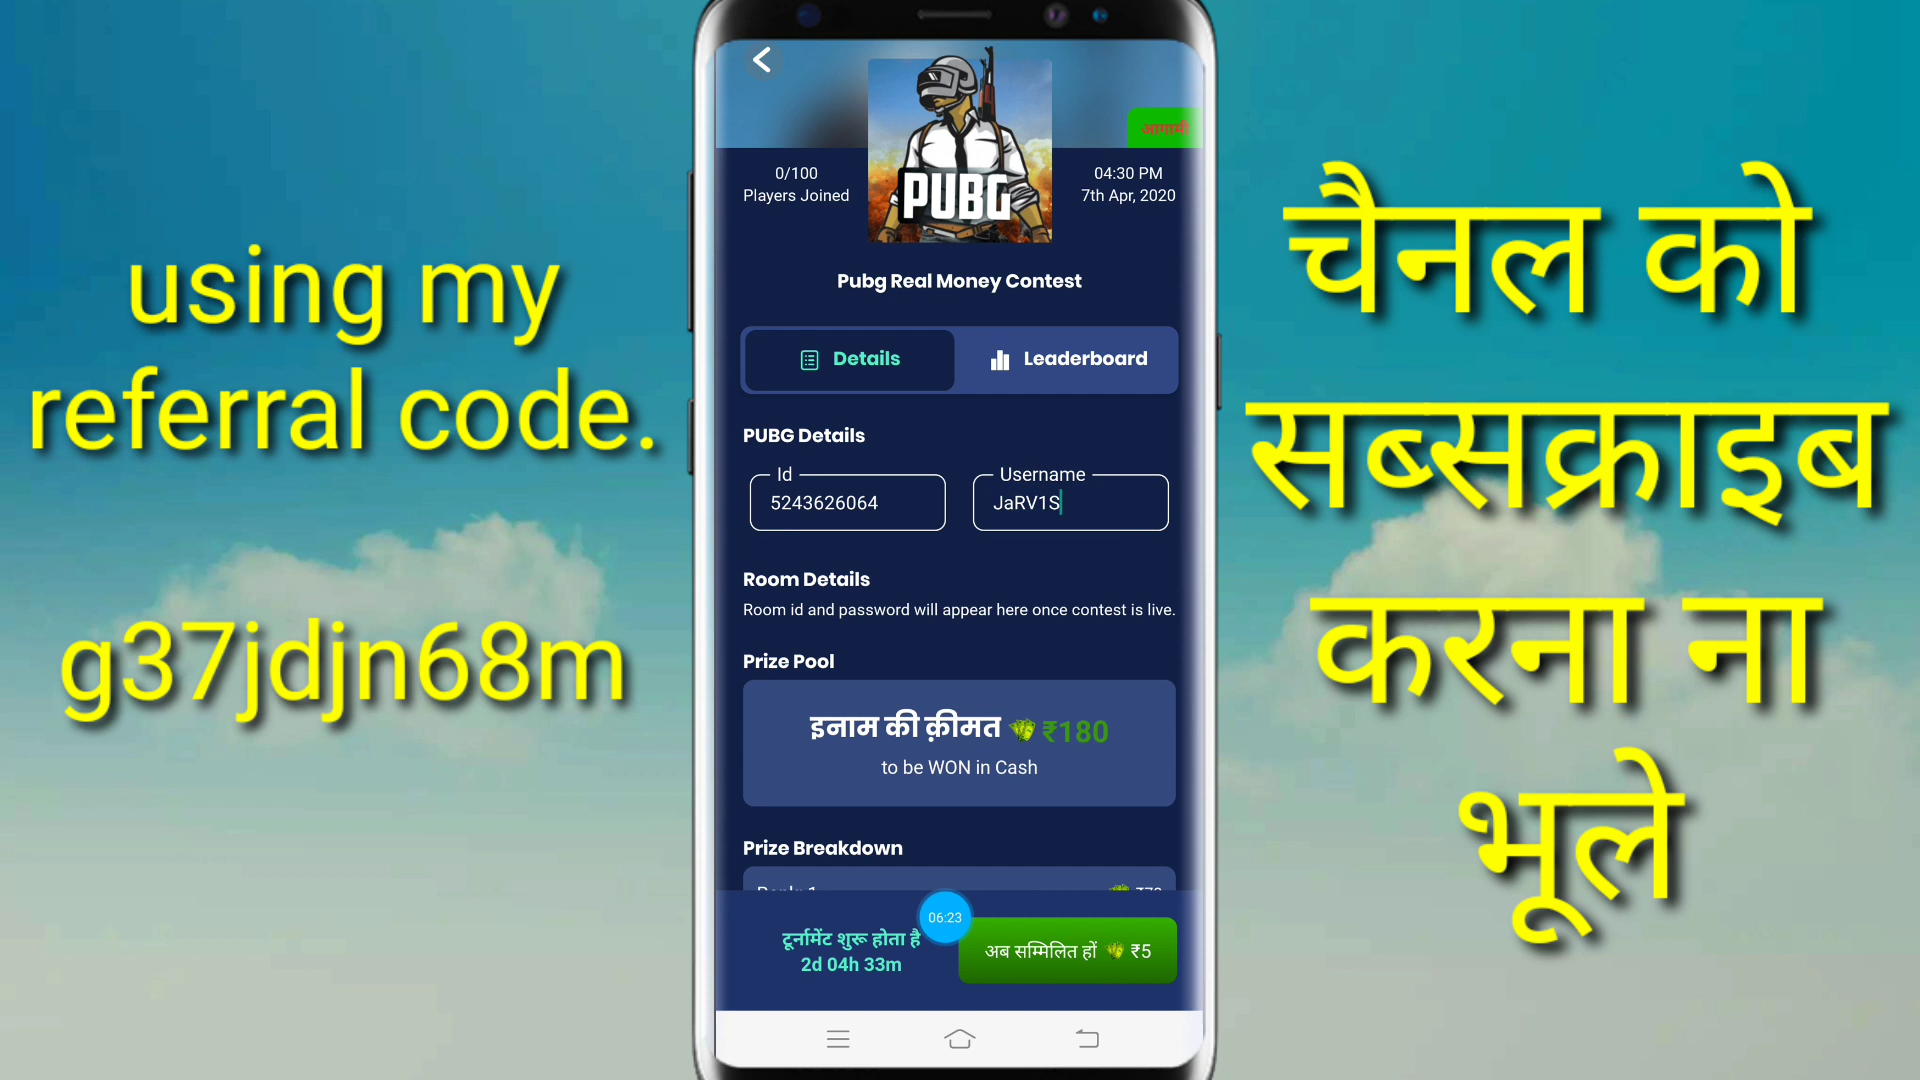 using my
referral code.
g37jdjn68m
आगामी
0/100
Players Joined
PUBG
04:30 PM
7th Apr, 2020
Pubg Real Money Contest
Details
Leaderboard
PUBG Details
Id
5243626064
Username
JaRV1S
Room Details
Room id and password will appear here once contest is live.
Prize Pool
इनाम की क़ीमत ₹180
to be WON in Cash
Prize Breakdown
06:23
टूर्नामेंट शुरू होता है
2d 04h 33m
अब सम्मिलित हों ₹5
चैनल को
सब्सक्राइब
करना ना
भूले